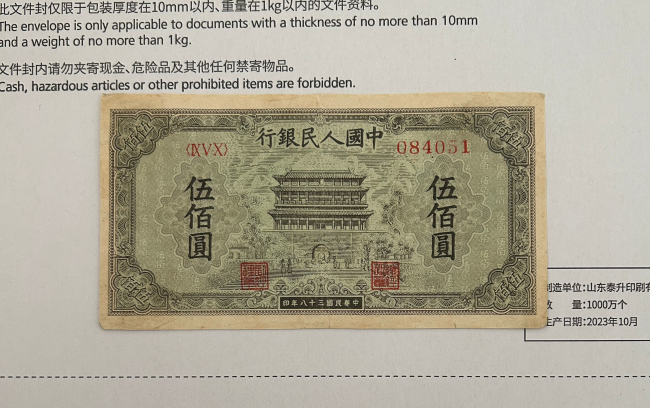 此文件封仅限于包装厚度在10mm以内、重量在1kg以内的文件资料。
The envelope is only applicable to documents with a thickness of no more than 10mm
and a weight of no more than 1kg.
文件封内请勿夹寄现金、危险品及其他任何禁寄物品。
Cash, hazardous articles or other prohibited items are forbidden.
行銀民人國中
〈ⅨⅤⅩ〉
084051
伍佰圓
伍佰圓
印年八十三國民華中
制造单位:山东泰升印刷有
数 量:1000万个
生产日期:2023年10月